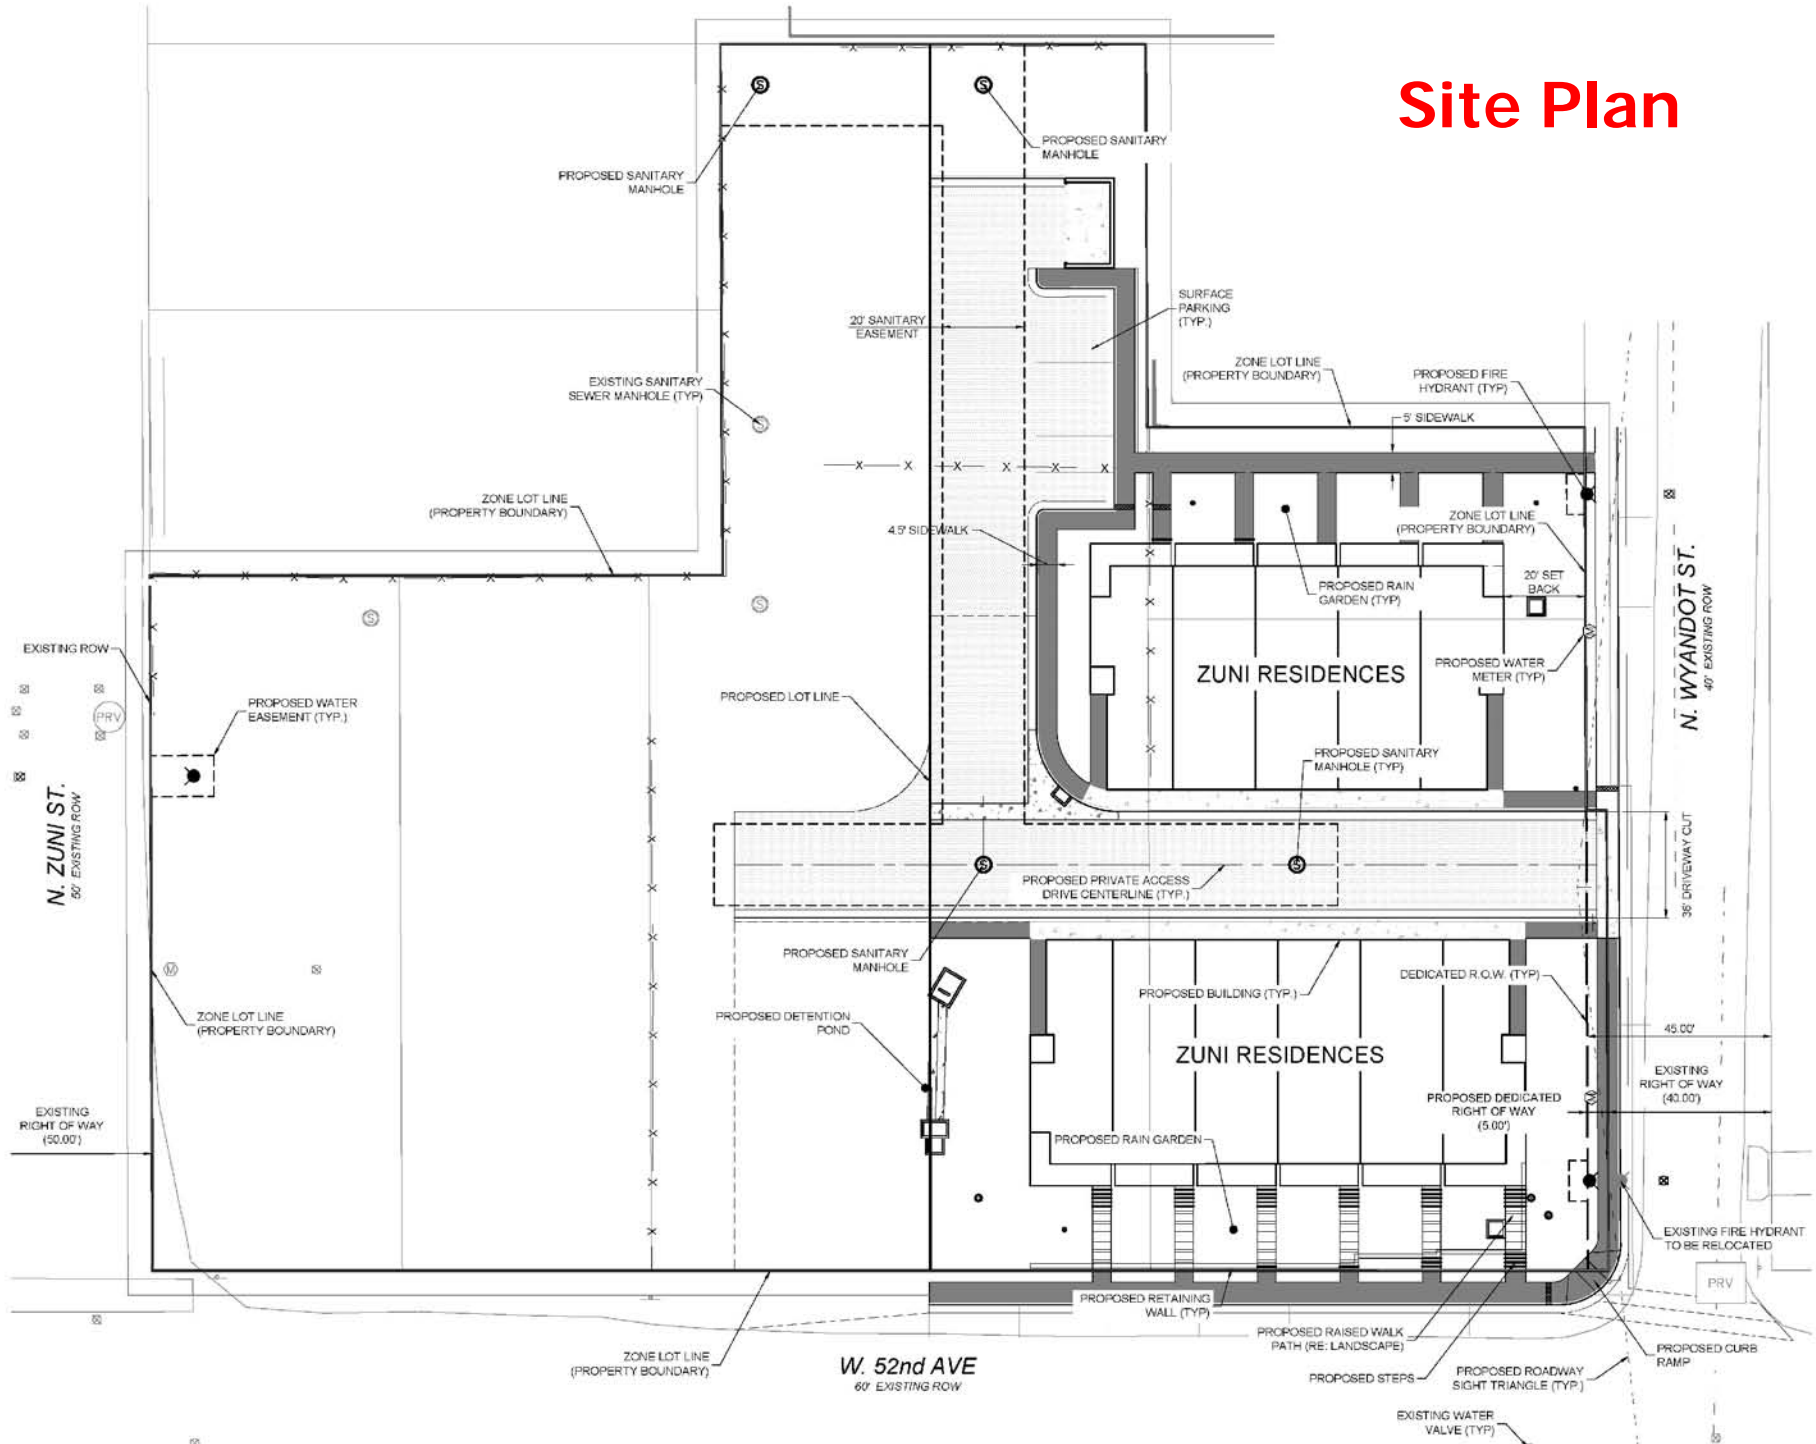 Site Plan
PROPOSED SANITARY
MANHOLE
PROPOSED SANITARY
MANHOLE
SURFACE
PARKING
(TYP.)
20' SANITARY
EASEMENT
ZONE LOT LINE
(PROPERTY BOUNDARY)
PROPOSED FIRE
HYDRANT (TYP)
EXISTING SANITARY
SEWER MANHOLE (TYP)
5' SIDEWALK
ZONE LOT LINE
(PROPERTY BOUNDARY)
ZONE LOT LINE
(PROPERTY BOUNDARY)
4.5' SIDEWALK
PROPOSED RAIN
GARDEN (TYP)
20' SET
BACK
N. WYANDOT ST.
40' EXISTING ROW
EXISTING ROW
ZUNI RESIDENCES
PROPOSED WATER
METER (TYP)
PROPOSED LOT LINE
PROPOSED WATER
EASEMENT (TYP.)
PRV
PROPOSED SANITARY
MANHOLE (TYP)
N. ZUNI ST.
50' EXISTING ROW
36' DRIVEWAY CUT
PROPOSED PRIVATE ACCESS
DRIVE CENTERLINE (TYP.)
PROPOSED SANITARY
MANHOLE
DEDICATED R.O.W. (TYP)
PROPOSED BUILDING (TYP.)
ZONE LOT LINE
(PROPERTY BOUNDARY)
PROPOSED DETENTION
POND
45.00'
ZUNI RESIDENCES
EXISTING
RIGHT OF WAY
(40.00')
PROPOSED DEDICATED
RIGHT OF WAY
(5.00')
EXISTING
RIGHT OF WAY
(50.00')
PROPOSED RAIN GARDEN
EXISTING FIRE HYDRANT
TO BE RELOCATED
PRV
PROPOSED RETAINING
WALL (TYP)
PROPOSED RAISED WALK
PATH (RE: LANDSCAPE)
PROPOSED CURB
RAMP
ZONE LOT LINE
(PROPERTY BOUNDARY)
W. 52nd AVE
60' EXISTING ROW
PROPOSED STEPS
PROPOSED ROADWAY
SIGHT TRIANGLE (TYP.)
EXISTING WATER
VALVE (TYP)